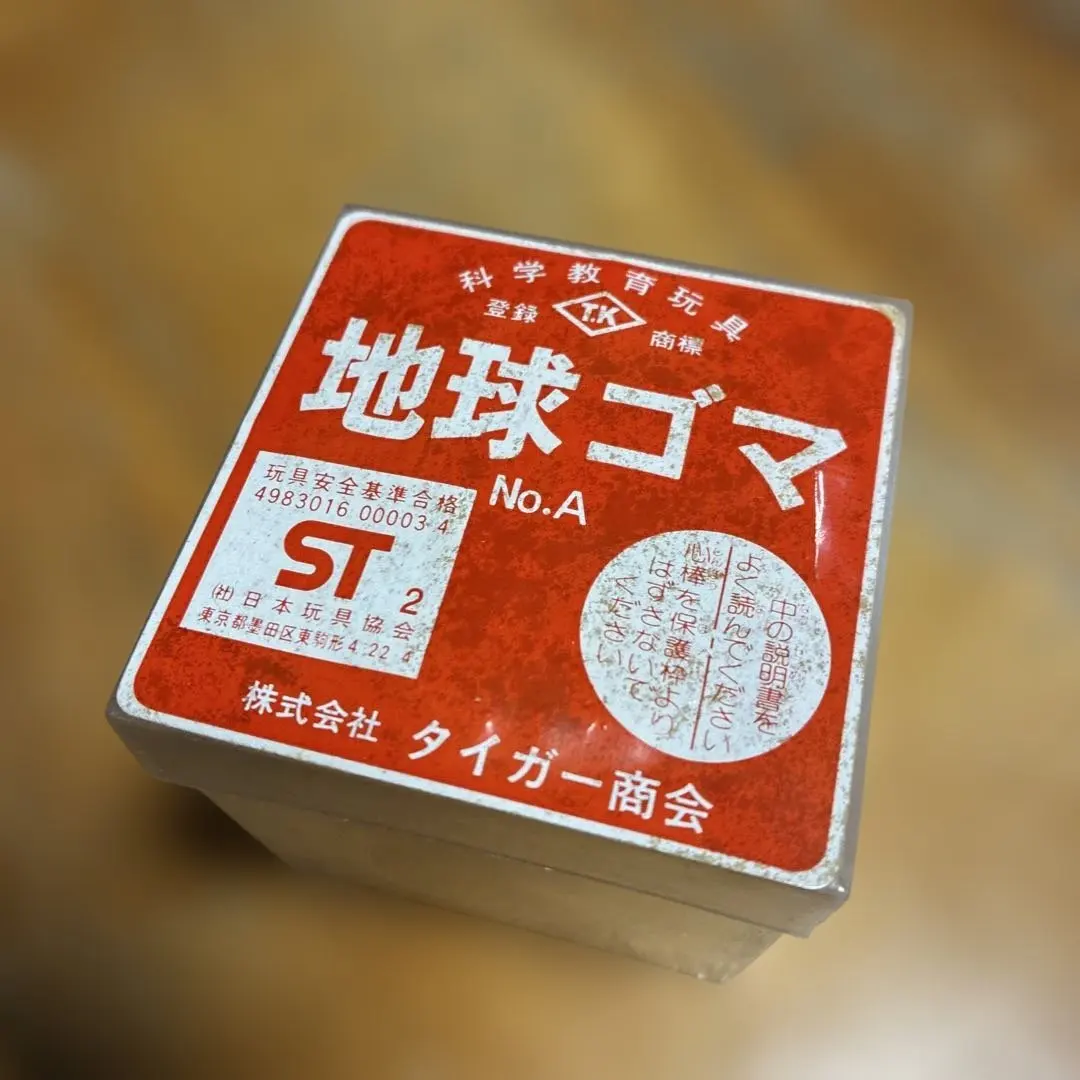 科学教育玩具
登録 T.K 商標
地球ゴマ
No.A
玩具安全基準合格
4983016 00003 4
ST 2
(社)日本玩具協会
東京都墨田区東駒形4.22 4
中の説明書を
よく読んでください
心棒を保護枠より
はずさないで
ください
株式会社 タイガー商会